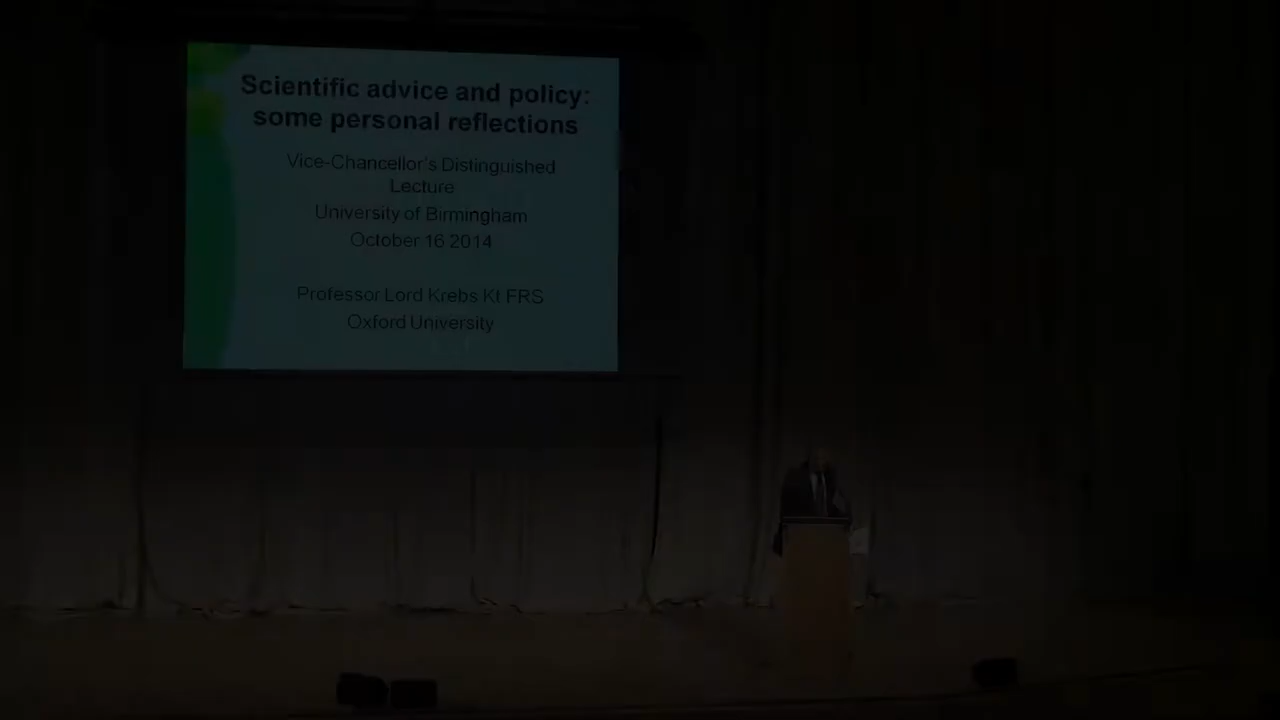 Scientific advice and policy:
some personal reflections
Vice-Chancellor's Distinguished
Lecture
University of Birmingham
October 16 2014
Professor Lord Krebs Kt FRS
Oxford University